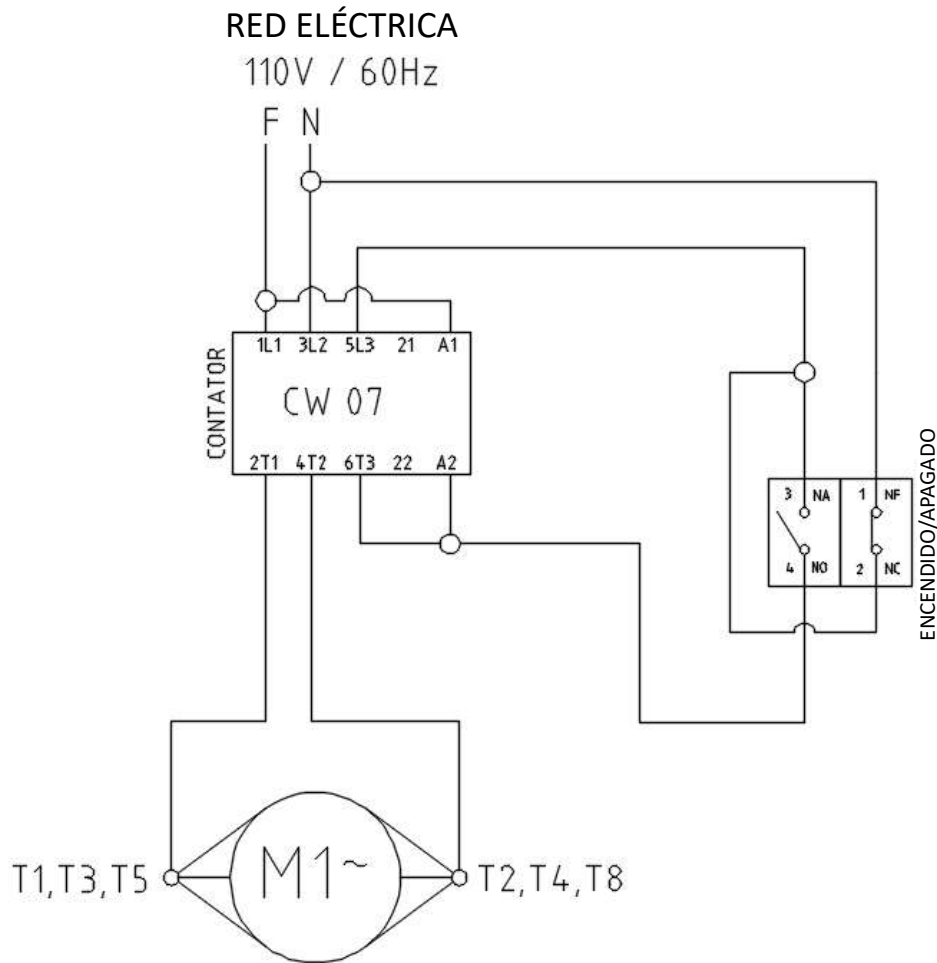 RED ELÉCTRICA
110V / 60Hz
F N
1L1 3L2 5L3 21 A1
CONTATOR
CW 07
2T1 4T2 6T3 22 A2
3 NA 1 NF
4 NO 2 NC
ENCENDIDO/APAGADO
M1~
T1,T3,T5
T2,T4,T8